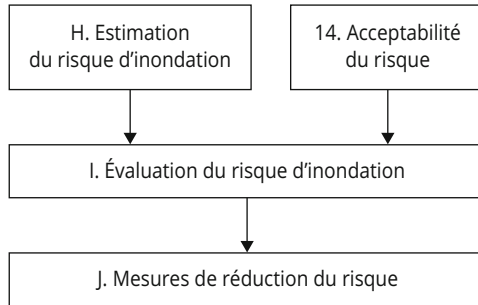 H. Estimation
du risque d’inondation
14. Acceptabilité
du risque
I. Évaluation du risque d’inondation
J. Mesures de réduction du risque